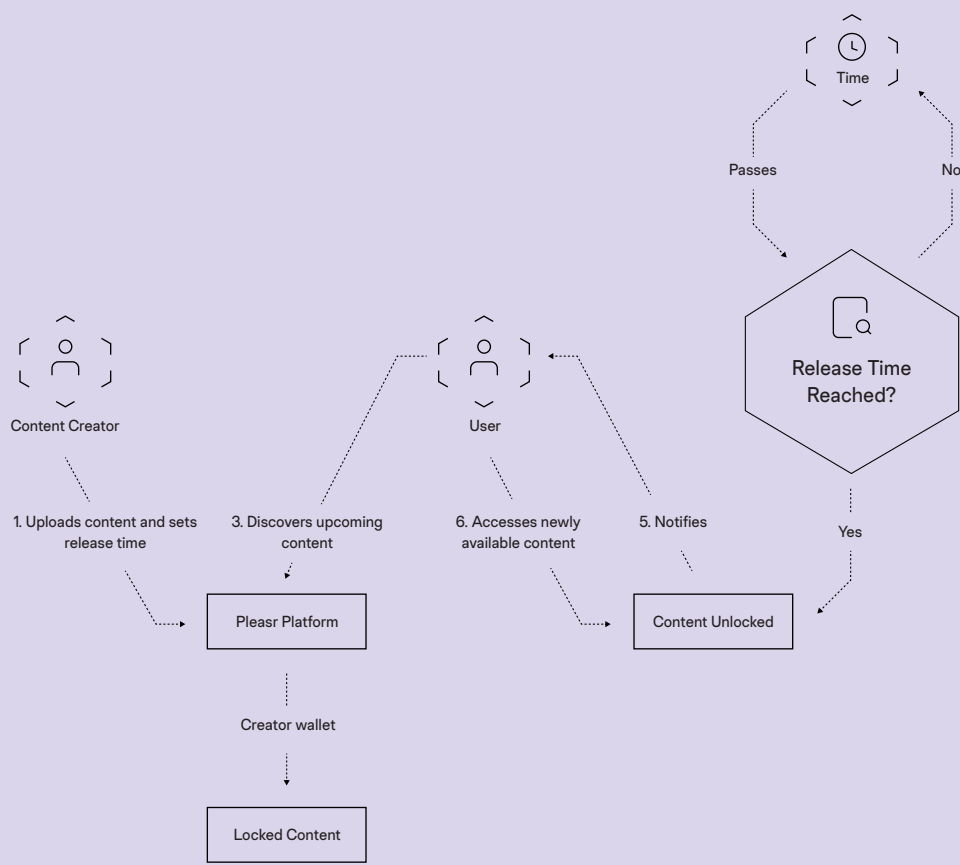 Time
Passes
No
Release Time
Reached?
Content Creator
User
1. Uploads content and sets
release time
3. Discovers upcoming
content
6. Accesses newly
available content
5. Notifies
Yes
Pleasr Platform
Content Unlocked
Creator wallet
Locked Content